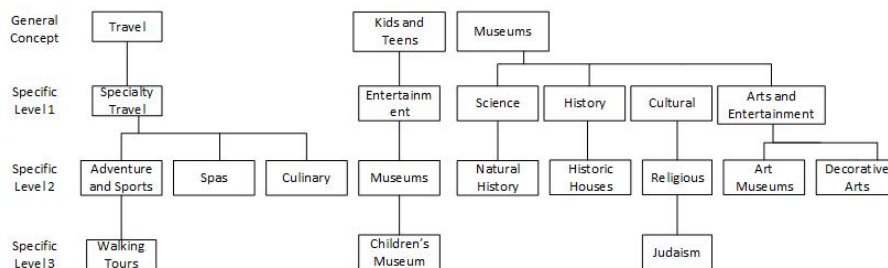 General
Concept
Travel
Kids and
Teens
Museums
Specific
Level 1
Specialty
Travel
Entertainm
ent
Science
History
Cultural
Arts and
Entertainment
Specific
Level 2
Adventure
and Sports
Spas
Culinary
Museums
Natural
History
Historic
Houses
Religious
Art
Museums
Decorative
Arts
Specific
Level 3
Walking
Tours
Children's
Museum
Judaism